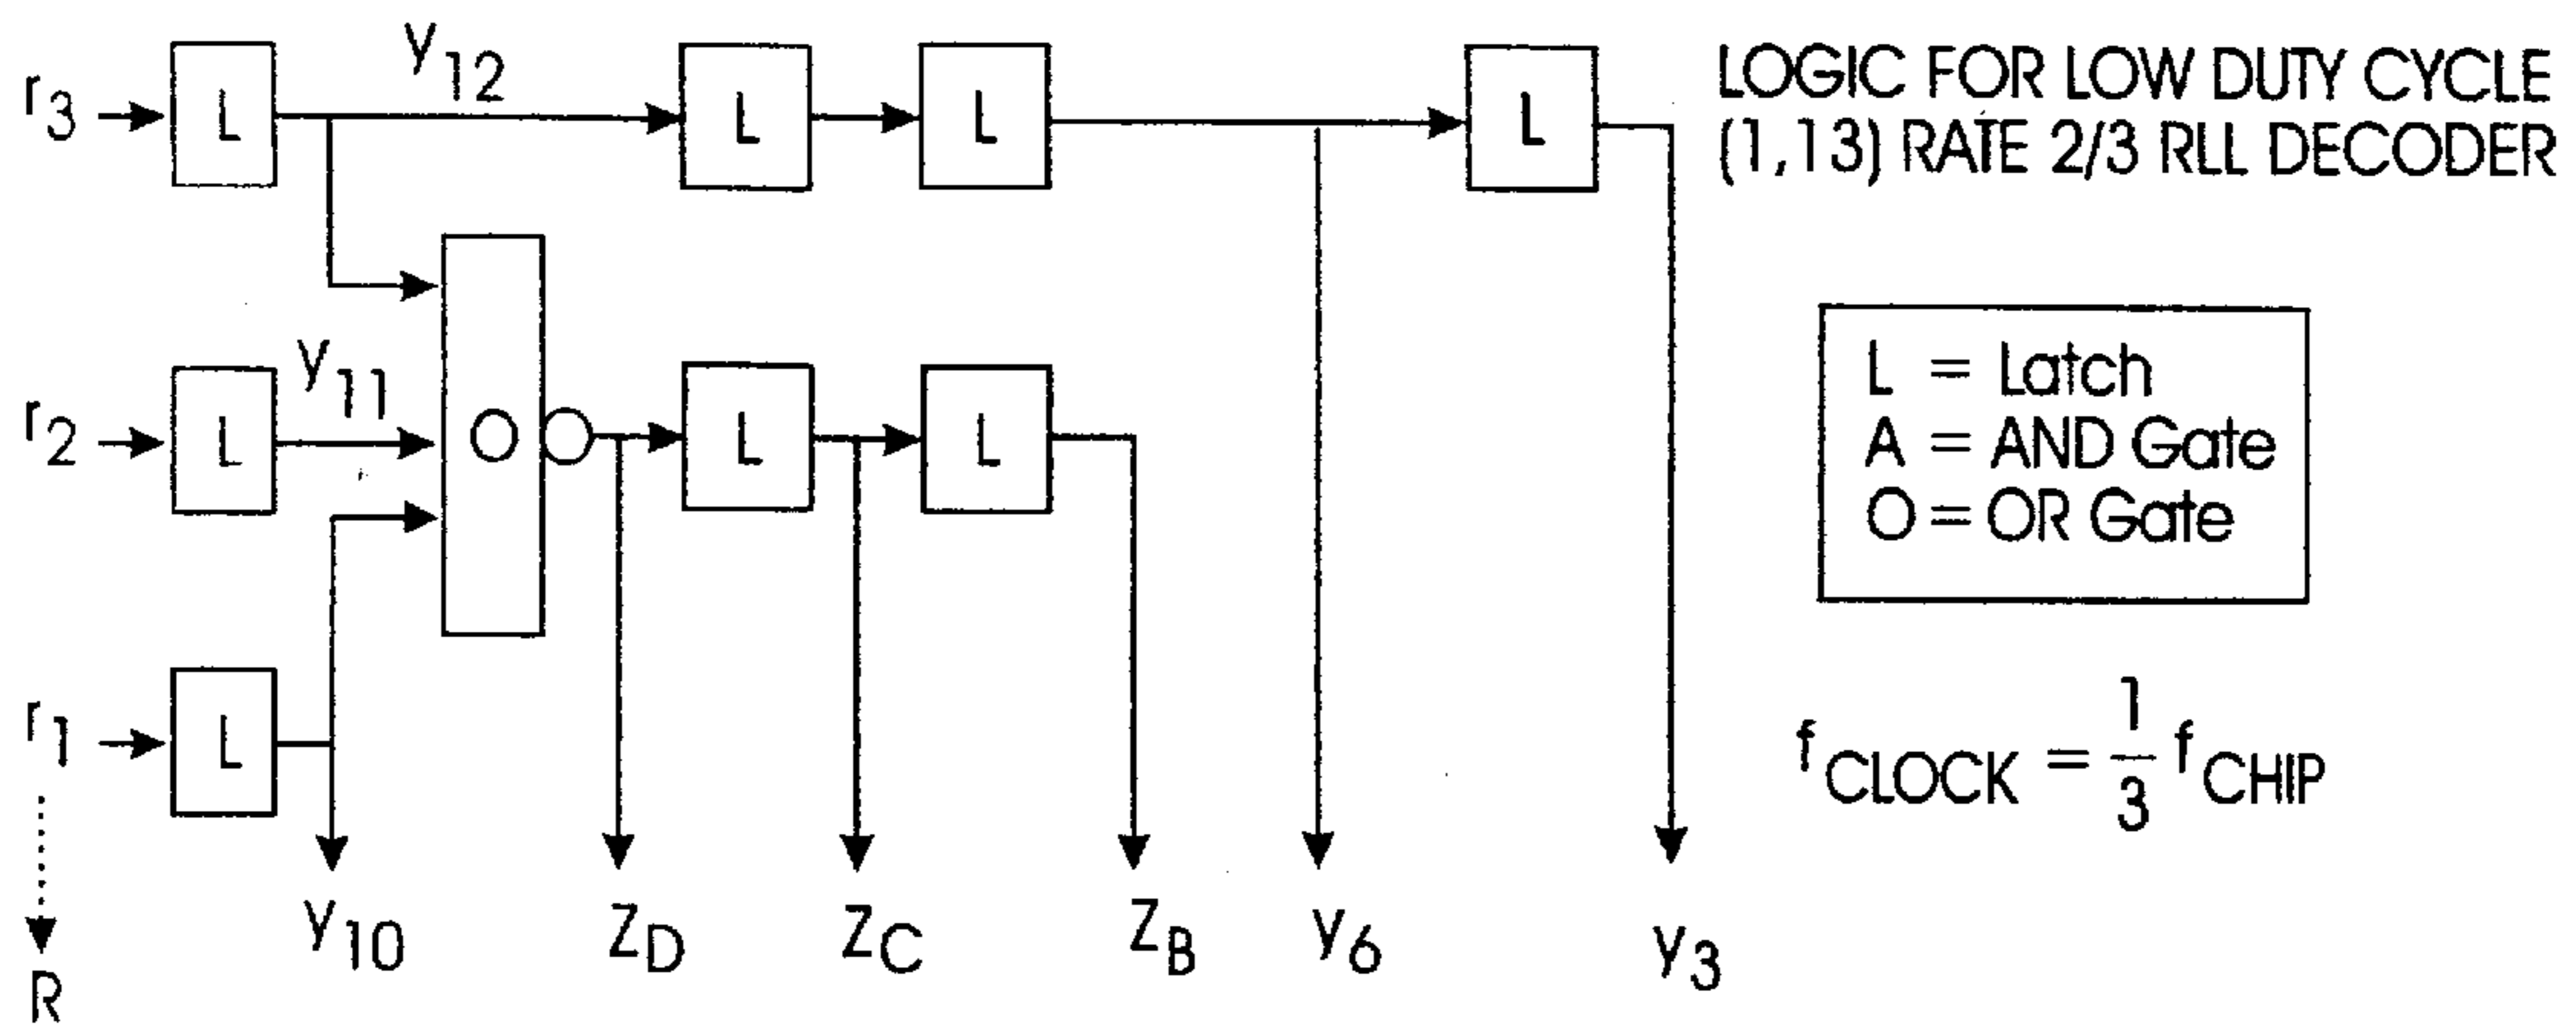 r3
L
y12
L
L
L
LOGIC FOR LOW DUTY CYCLE
(1,13) RATE 2/3 RLL DECODER
r2
L
y11
O
L
L
L = Latch
A = AND Gate
O = OR Gate
r1
L
fCLOCK = 1/3 fCHIP
R
y10
ZD
ZC
ZB
y6
y3